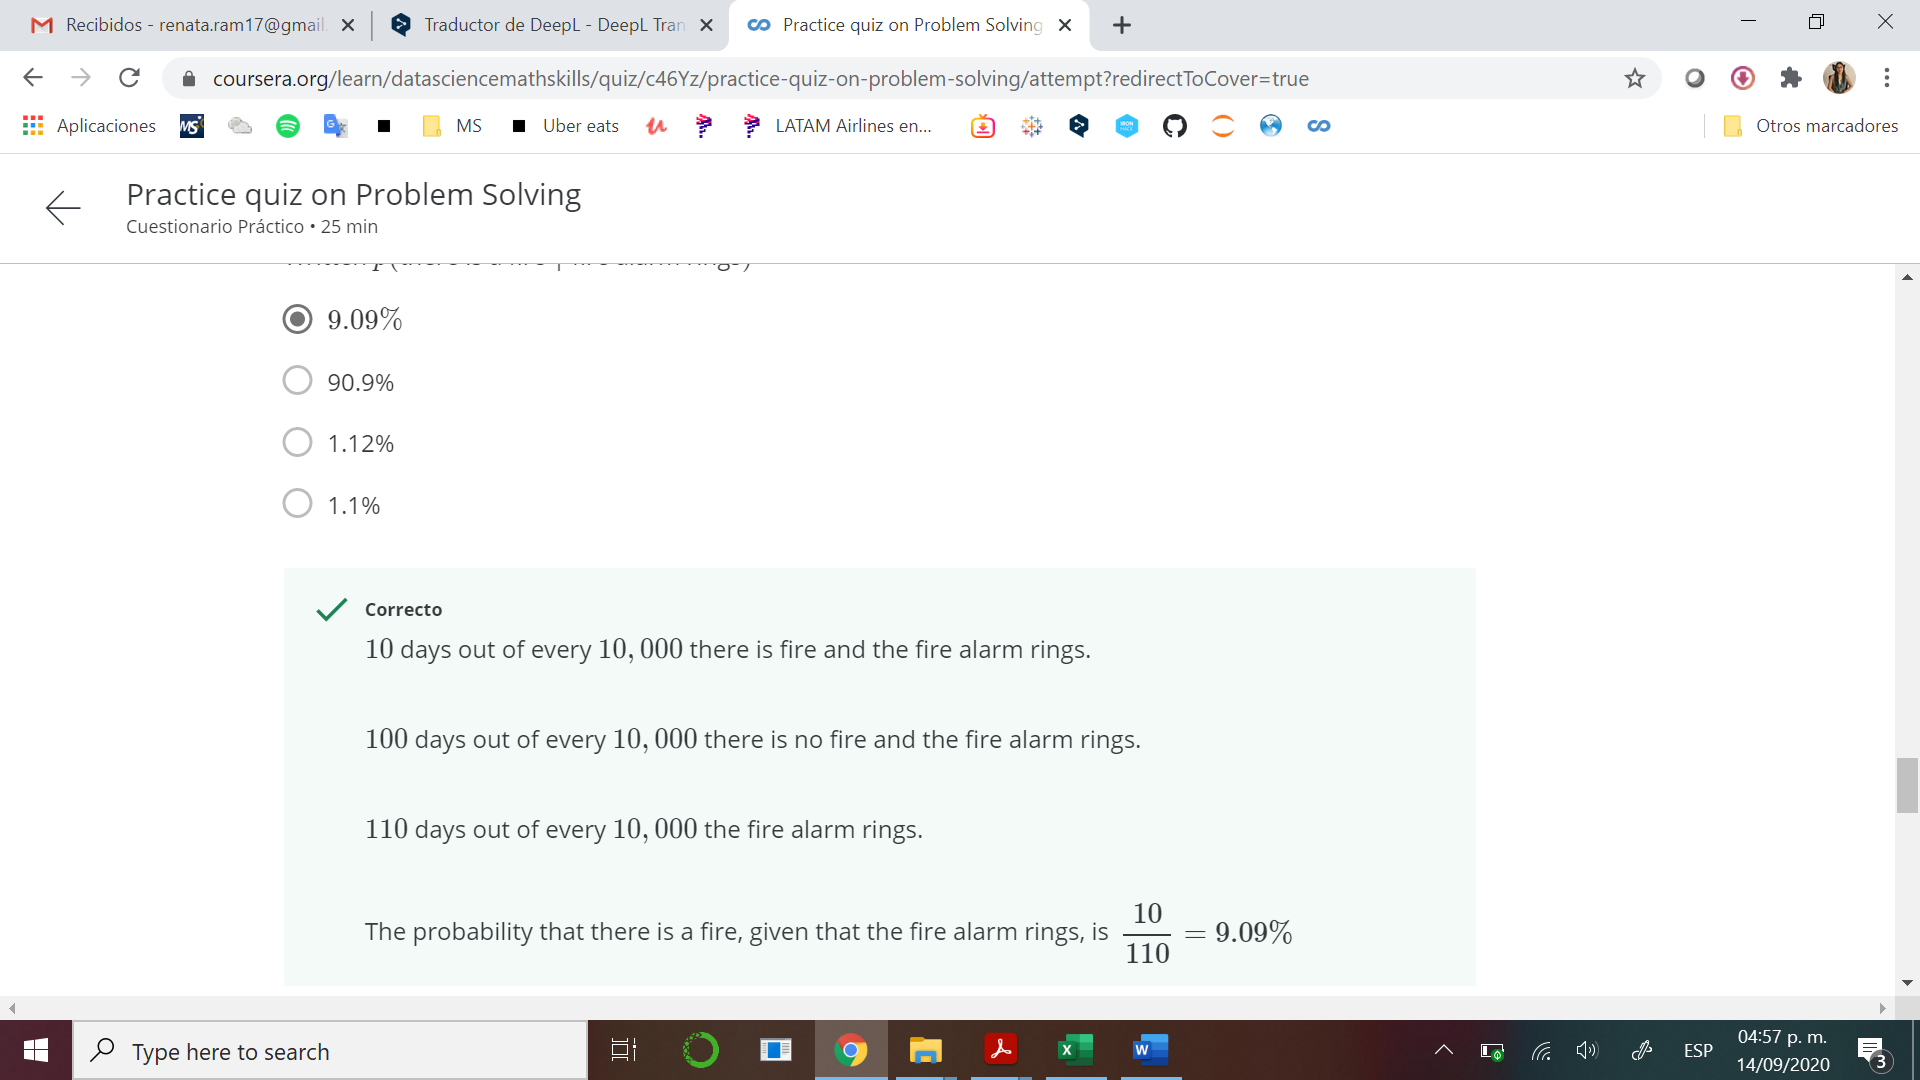 Recibidos - renata.ram17@gmail.
Traductor de DeepL - DeepL Tran
Practice quiz on Problem Solving
coursera.org/learn/datasciencemathskills/quiz/c46Yz/practice-quiz-on-problem-solving/attempt?redirectToCover=true
Aplicaciones
MS
MS
Uber eats
LATAM Airlines en...
Otros marcadores
Practice quiz on Problem Solving
Cuestionario Práctico • 25 min
9.09%
90.9%
1.12%
1.1%
Correcto
10 days out of every 10, 000 there is fire and the fire alarm rings.
100 days out of every 10, 000 there is no fire and the fire alarm rings.
110 days out of every 10, 000 the fire alarm rings.
The probability that there is a fire, given that the fire alarm rings, is 10/110 = 9.09%
Type here to search
ESP
04:57 p. m.
14/09/2020
3